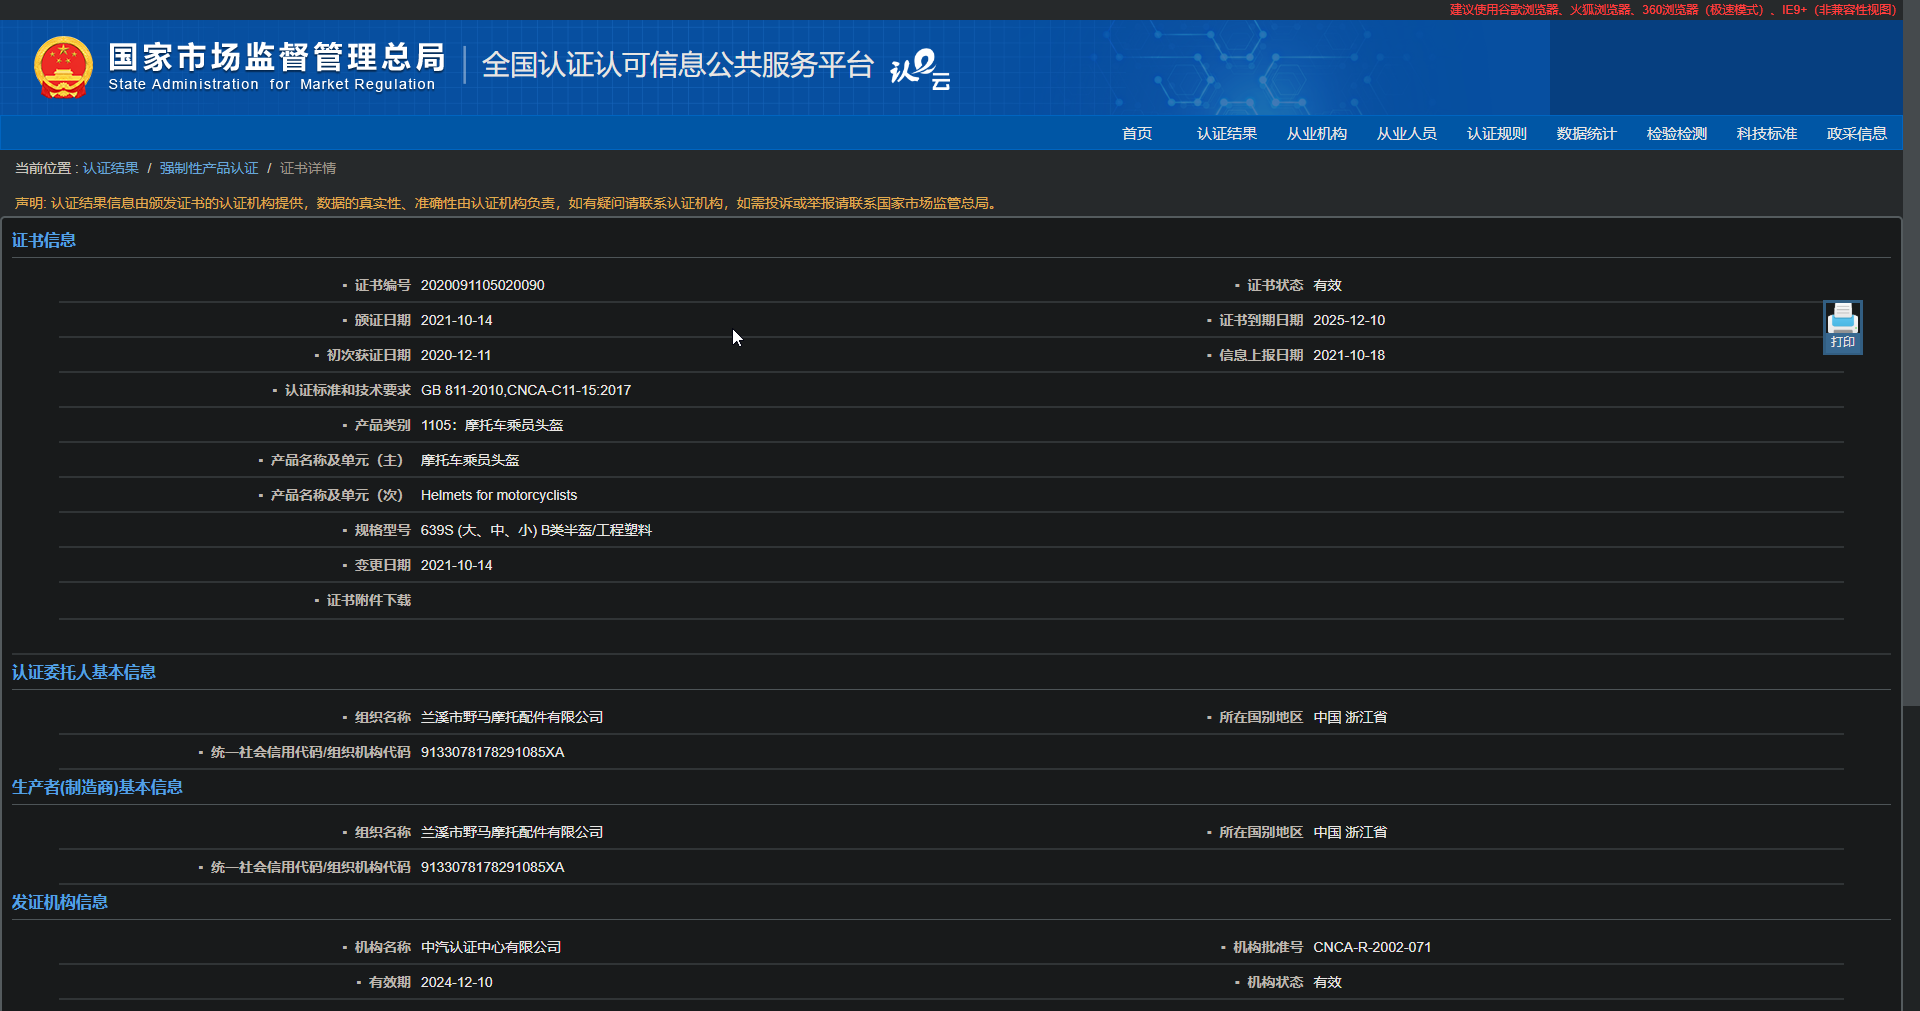 建议使用谷歌浏览器、火狐浏览器、360浏览器（极速模式）、IE9+（非兼容性视图）
国家市场监督管理总局 全国认证认可信息公共服务平台 认e云
State Administration for Market Regulation
首页 认证结果 从业机构 从业人员 认证规则 数据统计 检验检测 科技标准 政采信息
当前位置 : 认证结果 / 强制性产品认证 / 证书详情
声明: 认证结果信息由颁发证书的认证机构提供，数据的真实性、准确性由认证机构负责，如有疑问请联系认证机构，如需投诉或举报请联系国家市场监管总局。
证书信息
证书编号 2020091105020090 证书状态 有效
颁证日期 2021-10-14 证书到期日期 2025-12-10
打印
初次获证日期 2020-12-11 信息上报日期 2021-10-18
认证标准和技术要求 GB 811-2010,CNCA-C11-15:2017
产品类别 1105：摩托车乘员头盔
产品名称及单元（主） 摩托车乘员头盔
产品名称及单元（次） Helmets for motorcyclists
规格型号 639S (大、中、小) B类半盔/工程塑料
变更日期 2021-10-14
证书附件下载
认证委托人基本信息
组织名称 兰溪市野马摩托配件有限公司 所在国别地区 中国 浙江省
统一社会信用代码/组织机构代码 9133078178291085XA
生产者(制造商)基本信息
组织名称 兰溪市野马摩托配件有限公司 所在国别地区 中国 浙江省
统一社会信用代码/组织机构代码 9133078178291085XA
发证机构信息
机构名称 中汽认证中心有限公司 机构批准号 CNCA-R-2002-071
有效期 2024-12-10 机构状态 有效